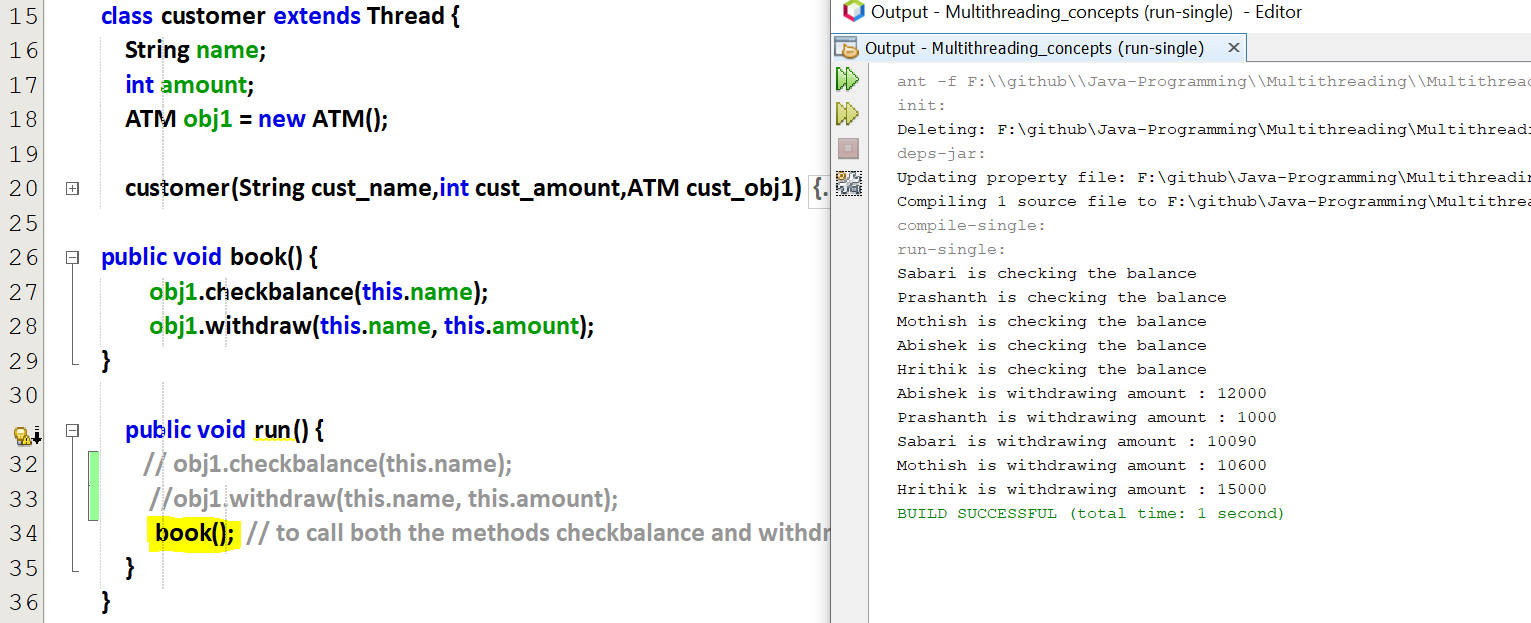 15 class customer extends Thread {
16 String name;
17 int amount;
18 ATM obj1 = new ATM();
19
20 customer(String cust_name,int cust_amount,ATM cust_obj1) {.
25
26 public void book() {
27 obj1.checkbalance(this.name);
28 obj1.withdraw(this.name, this.amount);
29 }
30
public void run() {
32 // obj1.checkbalance(this.name);
33 //obj1.withdraw(this.name, this.amount);
34 book(); // to call both the methods checkbalance and withdr
35 }
36 }
Output - Multithreading_concepts (run-single) - Editor
Output - Multithreading_concepts (run-single) ×
ant -f F:\\github\\Java-Programming\\Multithreading\\Multithread
init:
Deleting: F:\github\Java-Programming\Multithreading\Multithreadi
deps-jar:
Updating property file: F:\github\Java-Programming\Multithreadin
Compiling 1 source file to F:\github\Java-Programming\Multithrea
compile-single:
run-single:
Sabari is checking the balance
Prashanth is checking the balance
Mothish is checking the balance
Abishek is checking the balance
Hrithik is checking the balance
Abishek is withdrawing amount : 12000
Prashanth is withdrawing amount : 1000
Sabari is withdrawing amount : 10090
Mothish is withdrawing amount : 10600
Hrithik is withdrawing amount : 15000
BUILD SUCCESSFUL (total time: 1 second)